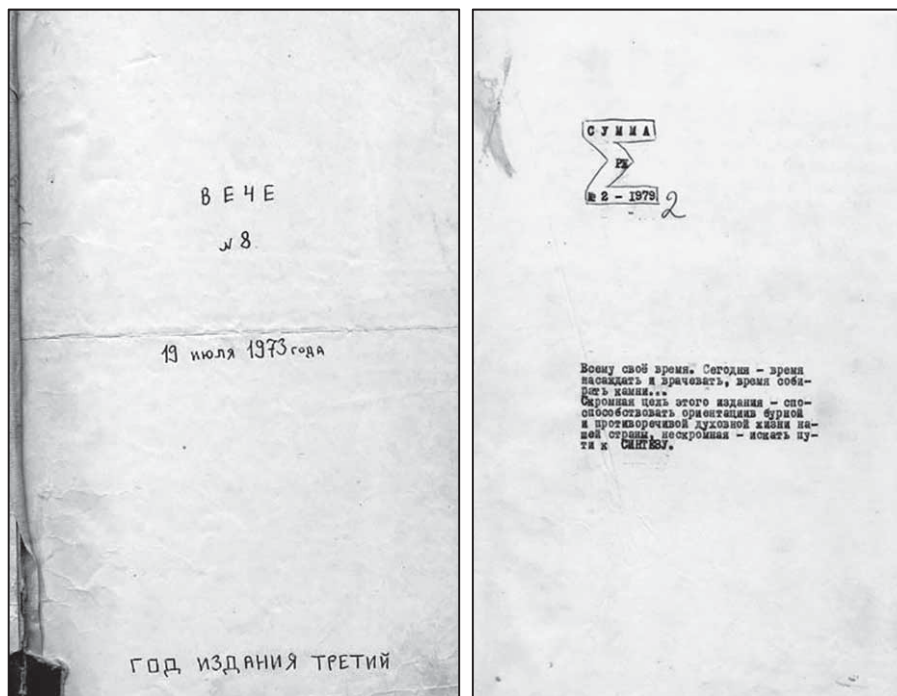 ВЕЧЕ
№ 8
19 июля 1973 года
ГОД ИЗДАНИЯ ТРЕТИЙ
СУММА
Σ
№ 2 - 1979
2
Всему своё время. Сегодня - время
насаждать и врачевать, время соби-
рать камни...
Скромная цель этого издания - спо-
способствовать ориентациив бурной
и противоречивой духовной жизни на-
шей страны, нескромная - искать пу-
ти к СИНТЕЗУ.